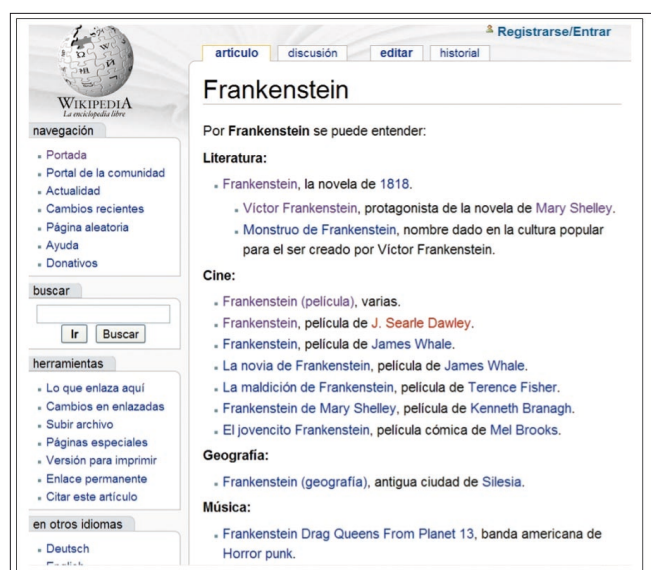 Registrarse/Entrar
artículo discusión editar historial
WIKIPEDIA
La enciclopedia libre
navegación
Portada
Portal de la comunidad
Actualidad
Cambios recientes
Página aleatoria
Ayuda
Donativos
buscar
Ir Buscar
herramientas
Lo que enlaza aquí
Cambios en enlazadas
Subir archivo
Páginas especiales
Versión para imprimir
Enlace permanente
Citar este artículo
en otros idiomas
Deutsch
Frankenstein
Por Frankenstein se puede entender:
Literatura:
Frankenstein, la novela de 1818.
Víctor Frankenstein, protagonista de la novela de Mary Shelley.
Monstruo de Frankenstein, nombre dado en la cultura popular
para el ser creado por Víctor Frankenstein.
Cine:
Frankenstein (película), varias.
Frankenstein, película de J. Searle Dawley.
Frankenstein, película de James Whale.
La novia de Frankenstein, película de James Whale.
La maldición de Frankenstein, película de Terence Fisher.
Frankenstein de Mary Shelley, película de Kenneth Branagh.
El jovencito Frankenstein, película cómica de Mel Brooks.
Geografía:
Frankenstein (geografía), antigua ciudad de Silesia.
Música:
Frankenstein Drag Queens From Planet 13, banda americana de
Horror punk.